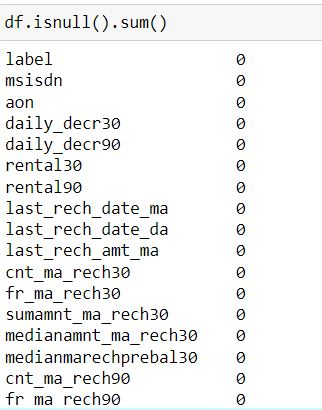 df.isnull().sum()
label 0
msisdn 0
aon 0
daily_decr30 0
daily_decr90 0
rental30 0
rental90 0
last_rech_date_ma 0
last_rech_date_da 0
last_rech_amt_ma 0
cnt_ma_rech30 0
fr_ma_rech30 0
sumamnt_ma_rech30 0
medianamnt_ma_rech30 0
medianmarechprebal30 0
cnt_ma_rech90 0
fr_ma_rech90 0